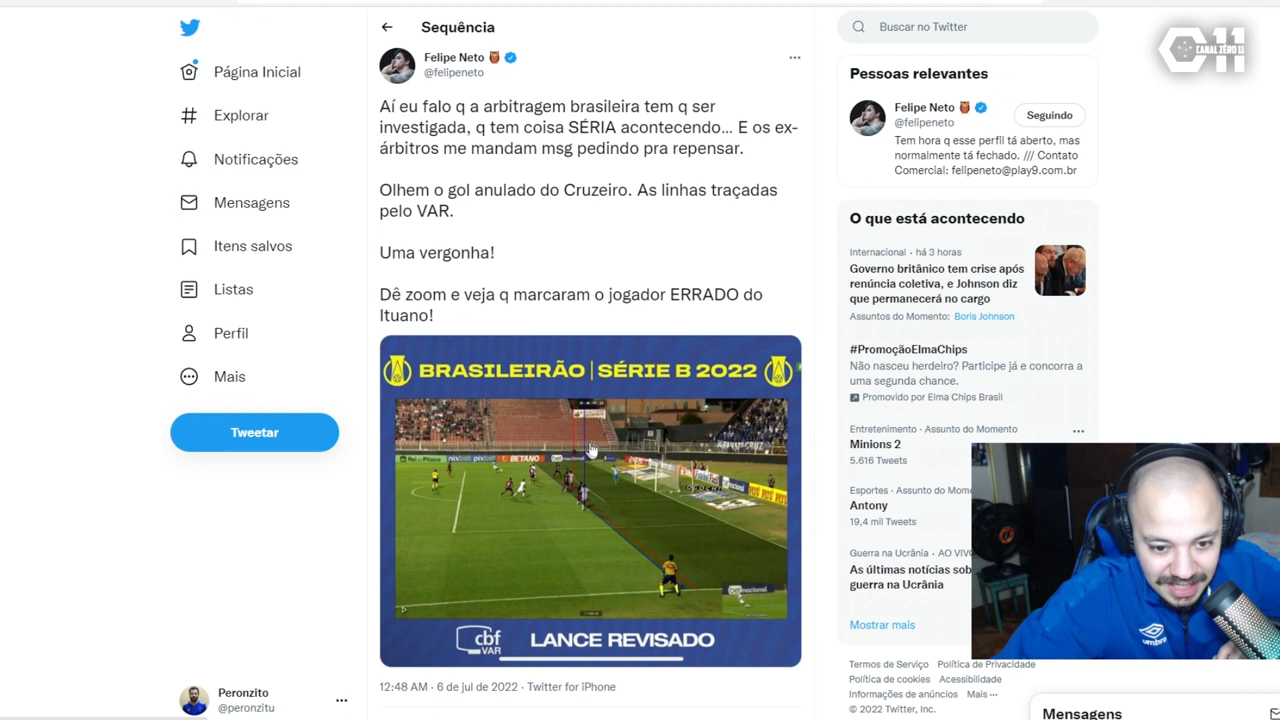 Sequência
Felipe Neto
@felipeneto
Aí eu falo q a arbitragem brasileira tem q ser
investigada, q tem coisa SÉRIA acontecendo... E os ex-
árbitros me mandam msg pedindo pra repensar.
Olhem o gol anulado do Cruzeiro. As linhas traçadas
pelo VAR.
Uma vergonha!
Dê zoom e veja q marcaram o jogador ERRADO do
Ituano!
BRASILEIRÃO | SÉRIE B 2022
Rei do Pitaco
pixbet
pixbet
BETANO
betnacional
betnacional
cbf
VAR
LANCE REVISADO
12:48 AM · 6 de jul de 2022 · Twitter for iPhone
Página Inicial
Explorar
Notificações
Mensagens
Itens salvos
Listas
Perfil
Mais
Tweetar
Peronzito
@peronzitu
Buscar no Twitter
CANAL ZERO 11
Pessoas relevantes
Felipe Neto
@felipeneto
Seguindo
Tem hora q esse perfil tá aberto, mas
normalmente tá fechado. /// Contato
Comercial: felipeneto@play9.com.br
O que está acontecendo
Internacional · há 3 horas
Governo britânico tem crise após
renúncia coletiva, e Johnson diz
que permanecerá no cargo
Assuntos do Momento: Boris Johnson
#PromoçãoElmaChips
Não nasceu herdeiro? Participe já e concorra a
uma segunda chance.
Promovido por Elma Chips Brasil
Entretenimento · Assunto do Momento
Minions 2
5.616 Tweets
Esportes · Assunto do Mome
Antony
19,4 mil Tweets
Guerra na Ucrânia · AO VIVO
As últimas notícias sob
guerra na Ucrânia
Mostrar mais
umbro
Termos de Serviço Política de Privacidade
Política de cookies Acessibilidade
Informações de anúncios Mais ···
© 2022 Twitter, Inc.
Mensagens